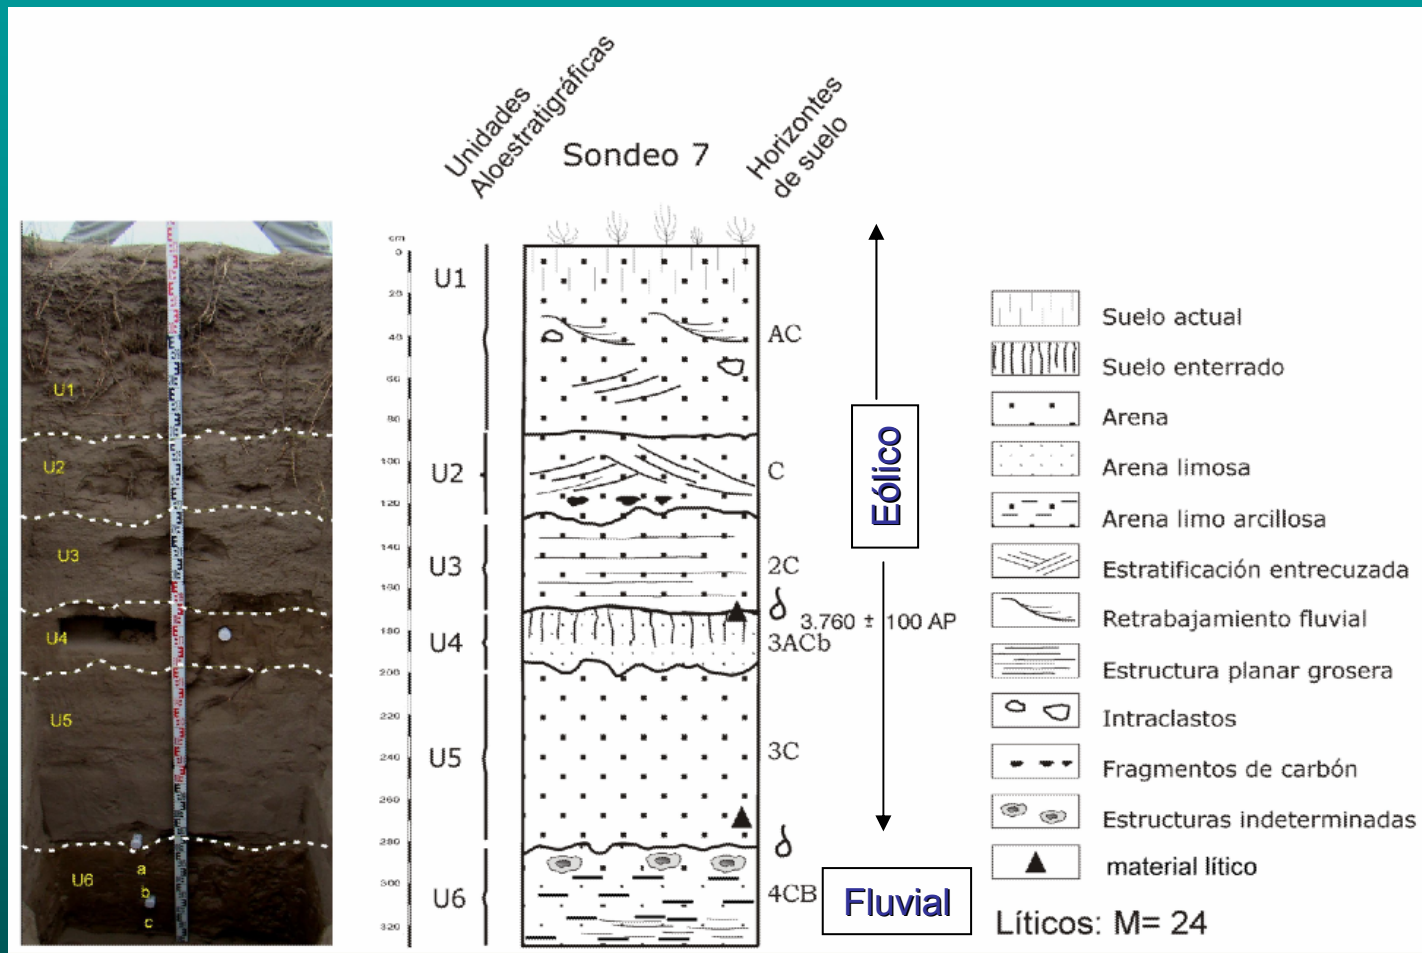 Unidades
Aloestratigráficas
Sondeo 7
Horizontes
de suelo
cm
0
20
40
60
80
100
120
140
160
180
200
220
240
260
280
300
320
U1
U2
U3
U4
U5
U6
a
b
c
U1
U2
U3
U4
U5
U6
AC
C
2C
3ACb
3C
4CB
3.760 ± 100 AP
Eólico
Fluvial
Suelo actual
Suelo enterrado
Arena
Arena limosa
Arena limo arcillosa
Estratificación entrecuzada
Retrabajamiento fluvial
Estructura planar grosera
Intraclastos
Fragmentos de carbón
Estructuras indeterminadas
material lítico
Líticos: M= 24